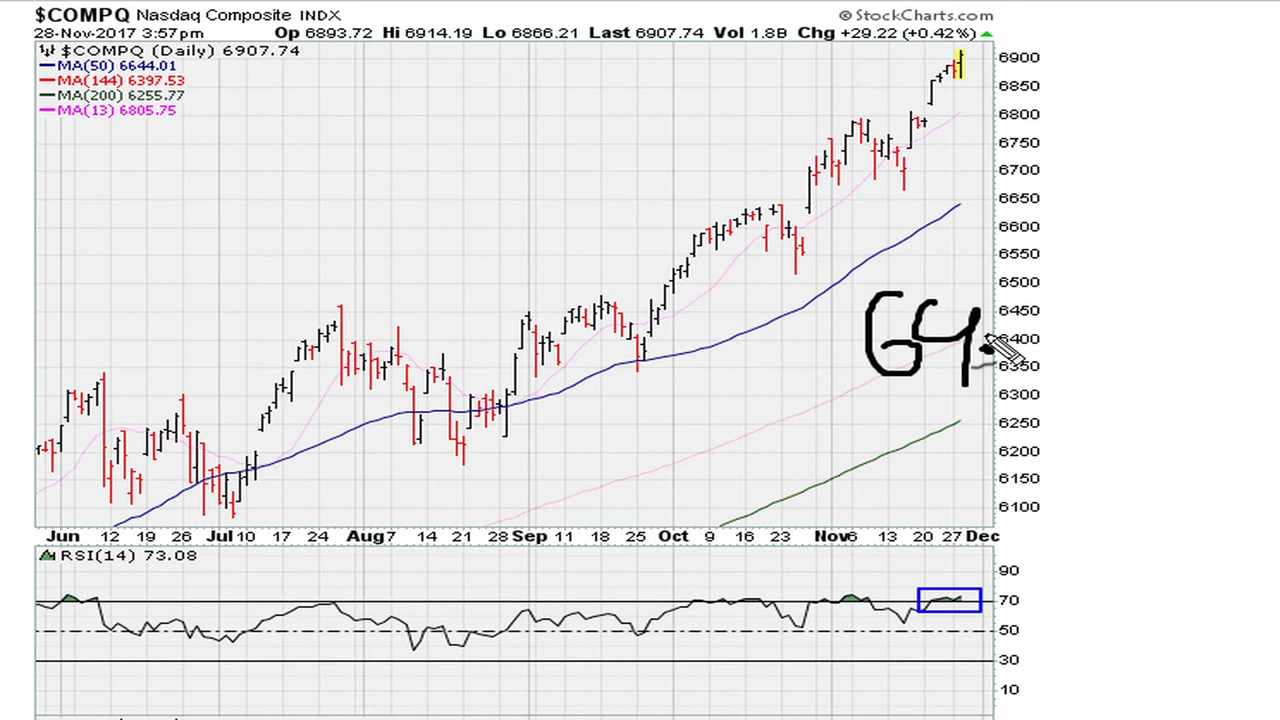 $COMPQ Nasdaq Composite INDX © StockCharts.com
28-Nov-2017 3:57pm Op 6893.72 Hi 6914.19 Lo 6866.21 Last 6907.74 Vol 1.8B Chg +29.22 (+0.42%)
$COMPQ (Daily) 6907.74
MA(50) 6644.01
MA(144) 6397.53
MA(200) 6255.77
MA(13) 6805.75
6900
6850
6800
6750
6700
6650
6600
6550
6500
6450
6400
6350
6300
6250
6200
6150
6100
64
Jun 12 19 26 Jul 10 17 24 Aug 7 14 21 28 Sep 11 18 25 Oct 9 16 23 Nov 6 13 20 27 Dec
RSI(14) 73.08
90
70
50
30
10